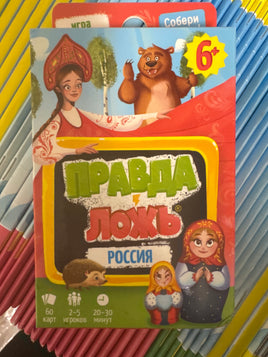 игра
Собери
6+
ПРАВДА
ЛОЖЬ
РОССИЯ
60 карт
2–5 игроков
20–30 минут